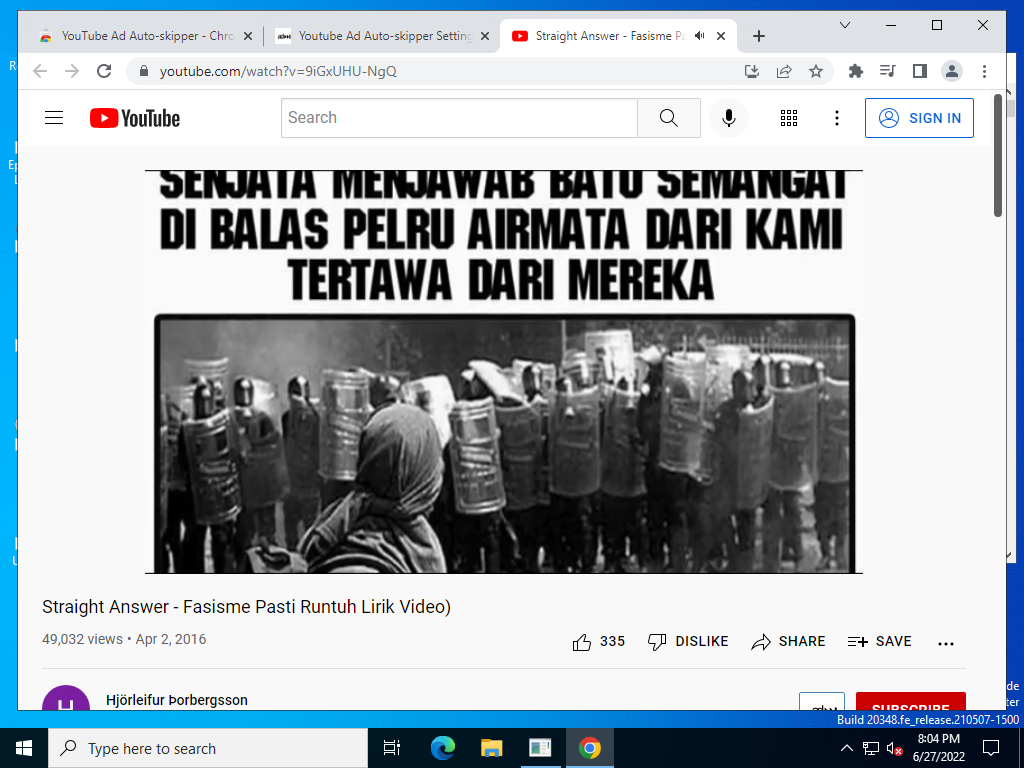 YouTube Ad Auto-skipper - Chro
Youtube Ad Auto-skipper Setting
Straight Answer - Fasisme Pa
youtube.com/watch?v=9iGxUHU-NgQ
YouTube
Search
SIGN IN
SENJATA MENJAWAB BATU SEMANGAT
DI BALAS PELRU AIRMATA DARI KAMI
TERTAWA DARI MEREKA
Straight Answer - Fasisme Pasti Runtuh Lirik Video)
49,032 views • Apr 2, 2016
335
DISLIKE
SHARE
SAVE
H
Hjörleifur Þorbergsson
SUBSCRIBE
Build 20348.fe_release.210507-1500
Type here to search
8:04 PM
6/27/2022